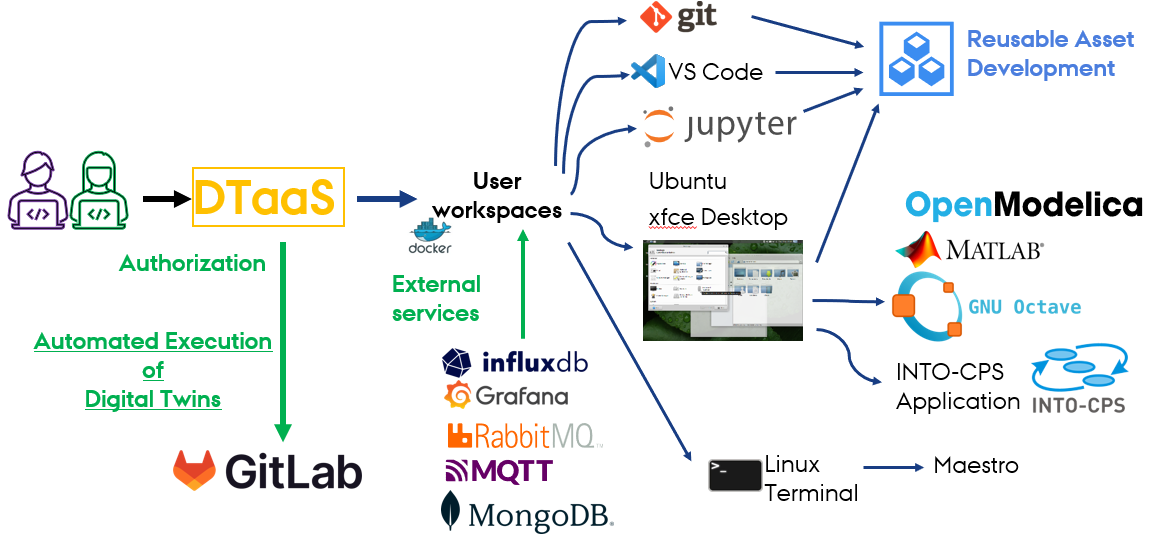 git
VS Code
Jupyter
Reusable Asset
Development
DTaaS
User
workspaces
docker
Ubuntu
xfce Desktop
Authorization
External
services
Automated Execution
of
Digital Twins
GitLab
influxdb
Grafana
RabbitMQ™
MQTT
MongoDB®
OpenModelica
MATLAB®
GNU Octave
INTO-CPS
Application
INTO-CPS
>_
Linux
Terminal
Maestro